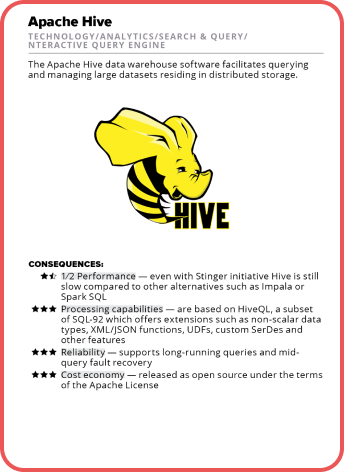 Apache Hive
TECHNOLOGY/ANALYTICS/SEARCH & QUERY/
NTERACTIVE QUERY ENGINE
The Apache Hive data warehouse software facilitates querying
and managing large datasets residing in distributed storage.
HIVE
CONSEQUENCES:
1/2 Performance — even with Stinger initiative Hive is still
slow compared to other alternatives such as Impala or
Spark SQL
★★★ Processing capabilities — are based on HiveQL, a subset
of SQL-92 which offers extensions such as non-scalar data
types, XML/JSON functions, UDFs, custom SerDes and
other features
★★★ Reliability — supports long-running queries and mid-
query fault recovery
★★★ Cost economy — released as open source under the terms
of the Apache License